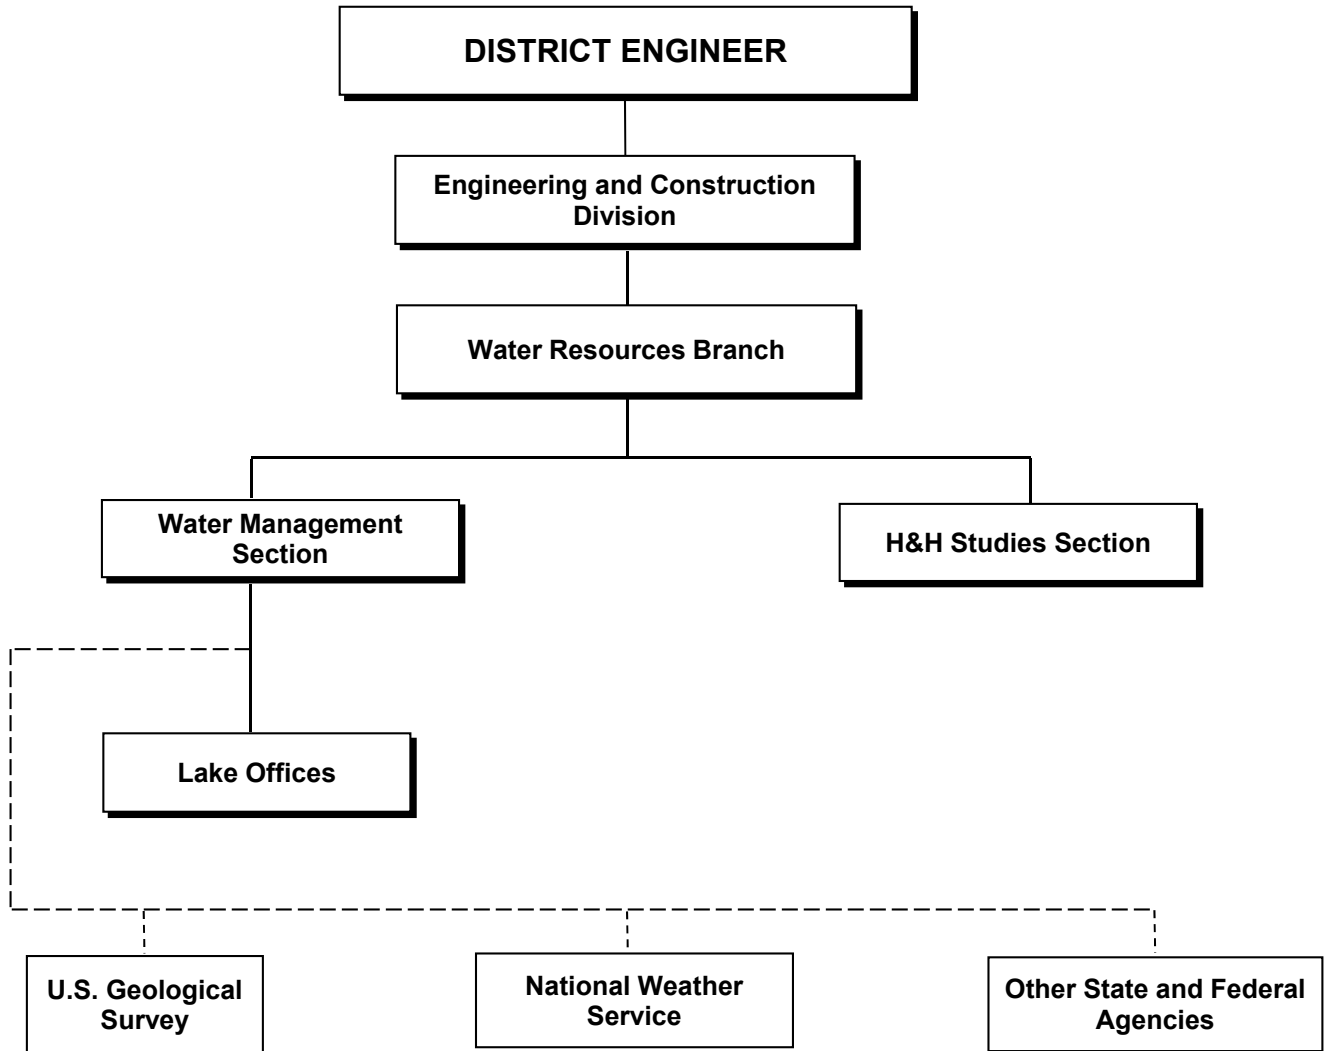 DISTRICT ENGINEER
Engineering and Construction
Division
Water Resources Branch
Water Management
Section
H&H Studies Section
Lake Offices
U.S. Geological
Survey
National Weather
Service
Other State and Federal
Agencies